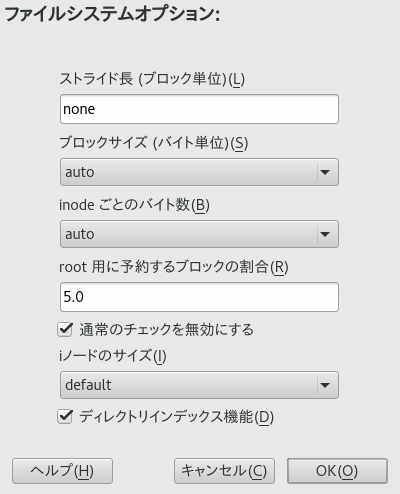 ファイルシステムオプション:
ストライド長 (ブロック単位)(L)
none
ブロックサイズ (バイト単位)(S)
auto
inode ごとのバイト数(B)
auto
root 用に予約するブロックの割合(R)
5.0
通常のチェックを無効にする
iノードのサイズ(I)
default
ディレクトリインデックス機能(D)
ヘルプ(H) キャンセル(C) OK(O)